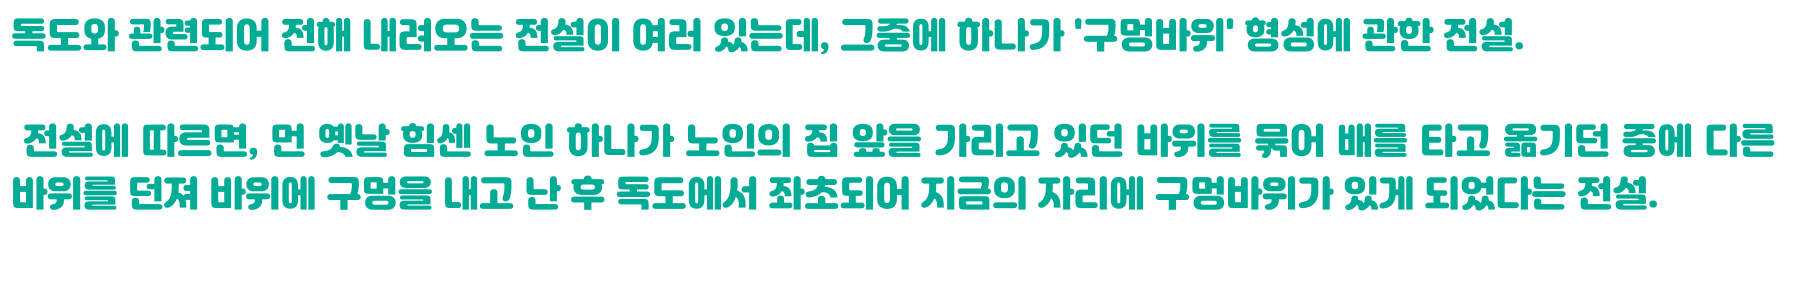 독도와 관련되어 전해 내려오는 전설이 여러 있는데, 그중에 하나가 '구멍바위' 형성에 관한 전설.
전설에 따르면, 먼 옛날 힘센 노인 하나가 노인의 집 앞을 가리고 있던 바위를 묶어 배를 타고 옮기던 중에 다른
바위를 던져 바위에 구멍을 내고 난 후 독도에서 좌초되어 지금의 자리에 구멍바위가 있게 되었다는 전설.